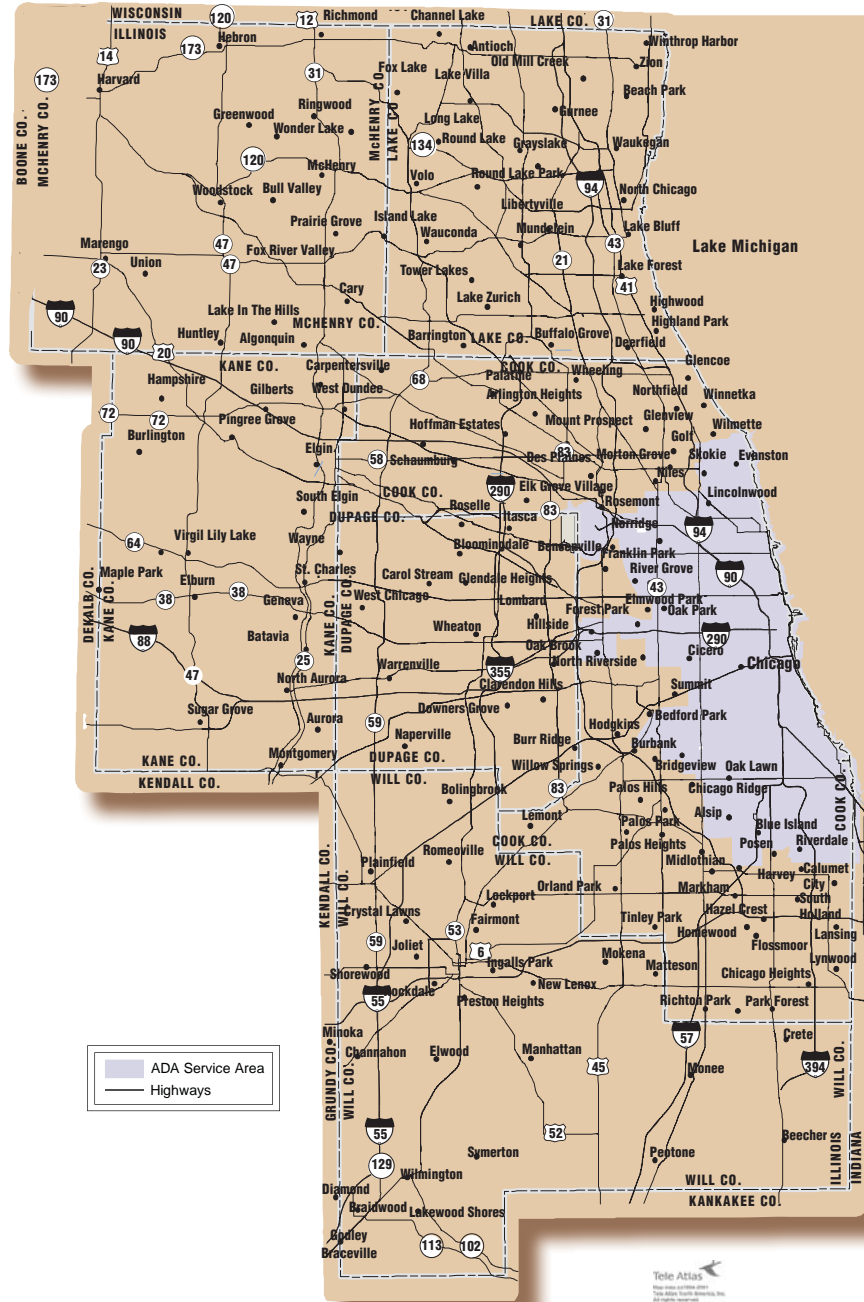 WISCONSIN
ILLINOIS
120
Hebron
173
14
Harvard
173
12
Richmond
Channel Lake
LAKE CO.
31
Winthrop Harbor
Antioch
Old Mill Creek
Zion
Fox Lake
Lake Villa
Beach Park
31
Ringwood
Greenwood
Wonder Lake
McHENRY CO.
LAKE CO.
Long Lake
Gurnee
BOONE CO.
MCHENRY CO.
120
134
Round Lake
Grayslake
Waukegan
McHenry
Volo
Round Lake Park
94
Woodstock
Bull Valley
North Chicago
Libertyville
Prairie Grove
Island Lake
Wauconda
Mundelein
Lake Bluff
43
Lake Michigan
Marengo
47
Fox River Valley
23
Union
47
21
Tower Lakes
Lake Forest
41
Cary
Lake Zurich
Highwood
90
Lake In The Hills
MCHENRY CO.
Highland Park
90
Huntley
Algonquin
Barrington
LAKE CO.
Buffalo Grove
Deerfield
20
KANE CO.
COOK CO.
Glencoe
Carpentersville
68
Palatine
Wheeling
Hampshire
Gilberts
West Dundee
Arlington Heights
Northfield
Winnetka
72
72
Pingree Grove
Hoffman Estates
Mount Prospect
Glenview
Wilmette
Burlington
Golf
Elgin
58
Schaumburg
83
Des Plaines
Morton Grove
Skokie
Evanston
Niles
290
Elk Grove Village
South Elgin
COOK CO.
Roselle
Rosemont
Lincolnwood
DUPAGE CO.
Itasca
83
Norridge
94
64
Virgil
Lily Lake
Wayne
Bloomingdale
Bensenville
Franklin Park
Maple Park
St. Charles
Carol Stream
Glendale Heights
River Grove
90
Elburn
43
38
38
Geneva
West Chicago
Lombard
Forest Park
Elmwood Park
Oak Park
DEKALB CO.
KANE CO.
KANE CO.
DUPAGE CO.
88
Batavia
Wheaton
Hillside
290
Oak Brook
Cicero
25
355
North Riverside
Chicago
47
North Aurora
Warrenville
Clarendon Hills
Summit
Sugar Grove
Aurora
59
Downers Grove
Bedford Park
Hodgkins
Naperville
Burr Ridge
Burbank
Montgomery
DUPAGE CO.
Willow Springs
Bridgeview
Oak Lawn
KANE CO.
KENDALL CO.
WILL CO.
Bolingbrook
83
Palos Hills
Chicago Ridge
COOK CO.
Lemont
Palos Park
Alsip
Blue Island
COOK CO.
WILL CO.
Palos Heights
Posen
Riverdale
Romeoville
Midlothian
Plainfield
Harvey
Calumet
City
KENDALL CO.
WILL CO.
Lockport
Orland Park
Markham
South
Holland
Crystal Lawns
Fairmont
Tinley Park
Hazel Crest
53
Homewood
Lansing
59
Joliet
6
Flossmoor
Ingalls Park
Mokena
Lynwood
Shorewood
Matteson
Chicago Heights
55
Rockdale
Preston Heights
New Lenox
Richton Park
Park Forest
Minoka
57
Crete
Channahon
Elwood
Manhattan
45
394
Monee
GRUNDY CO.
WILL CO.
WILL CO.
ADA Service Area
Highways
55
52
Beecher
ILLINOIS
INDIANA
129
Symerton
Peotone
Wilmington
Diamond
WILL CO.
Braidwood
Lakewood Shores
KANKAKEE CO.
Godley
113
102
Braceville
Tele Atlas